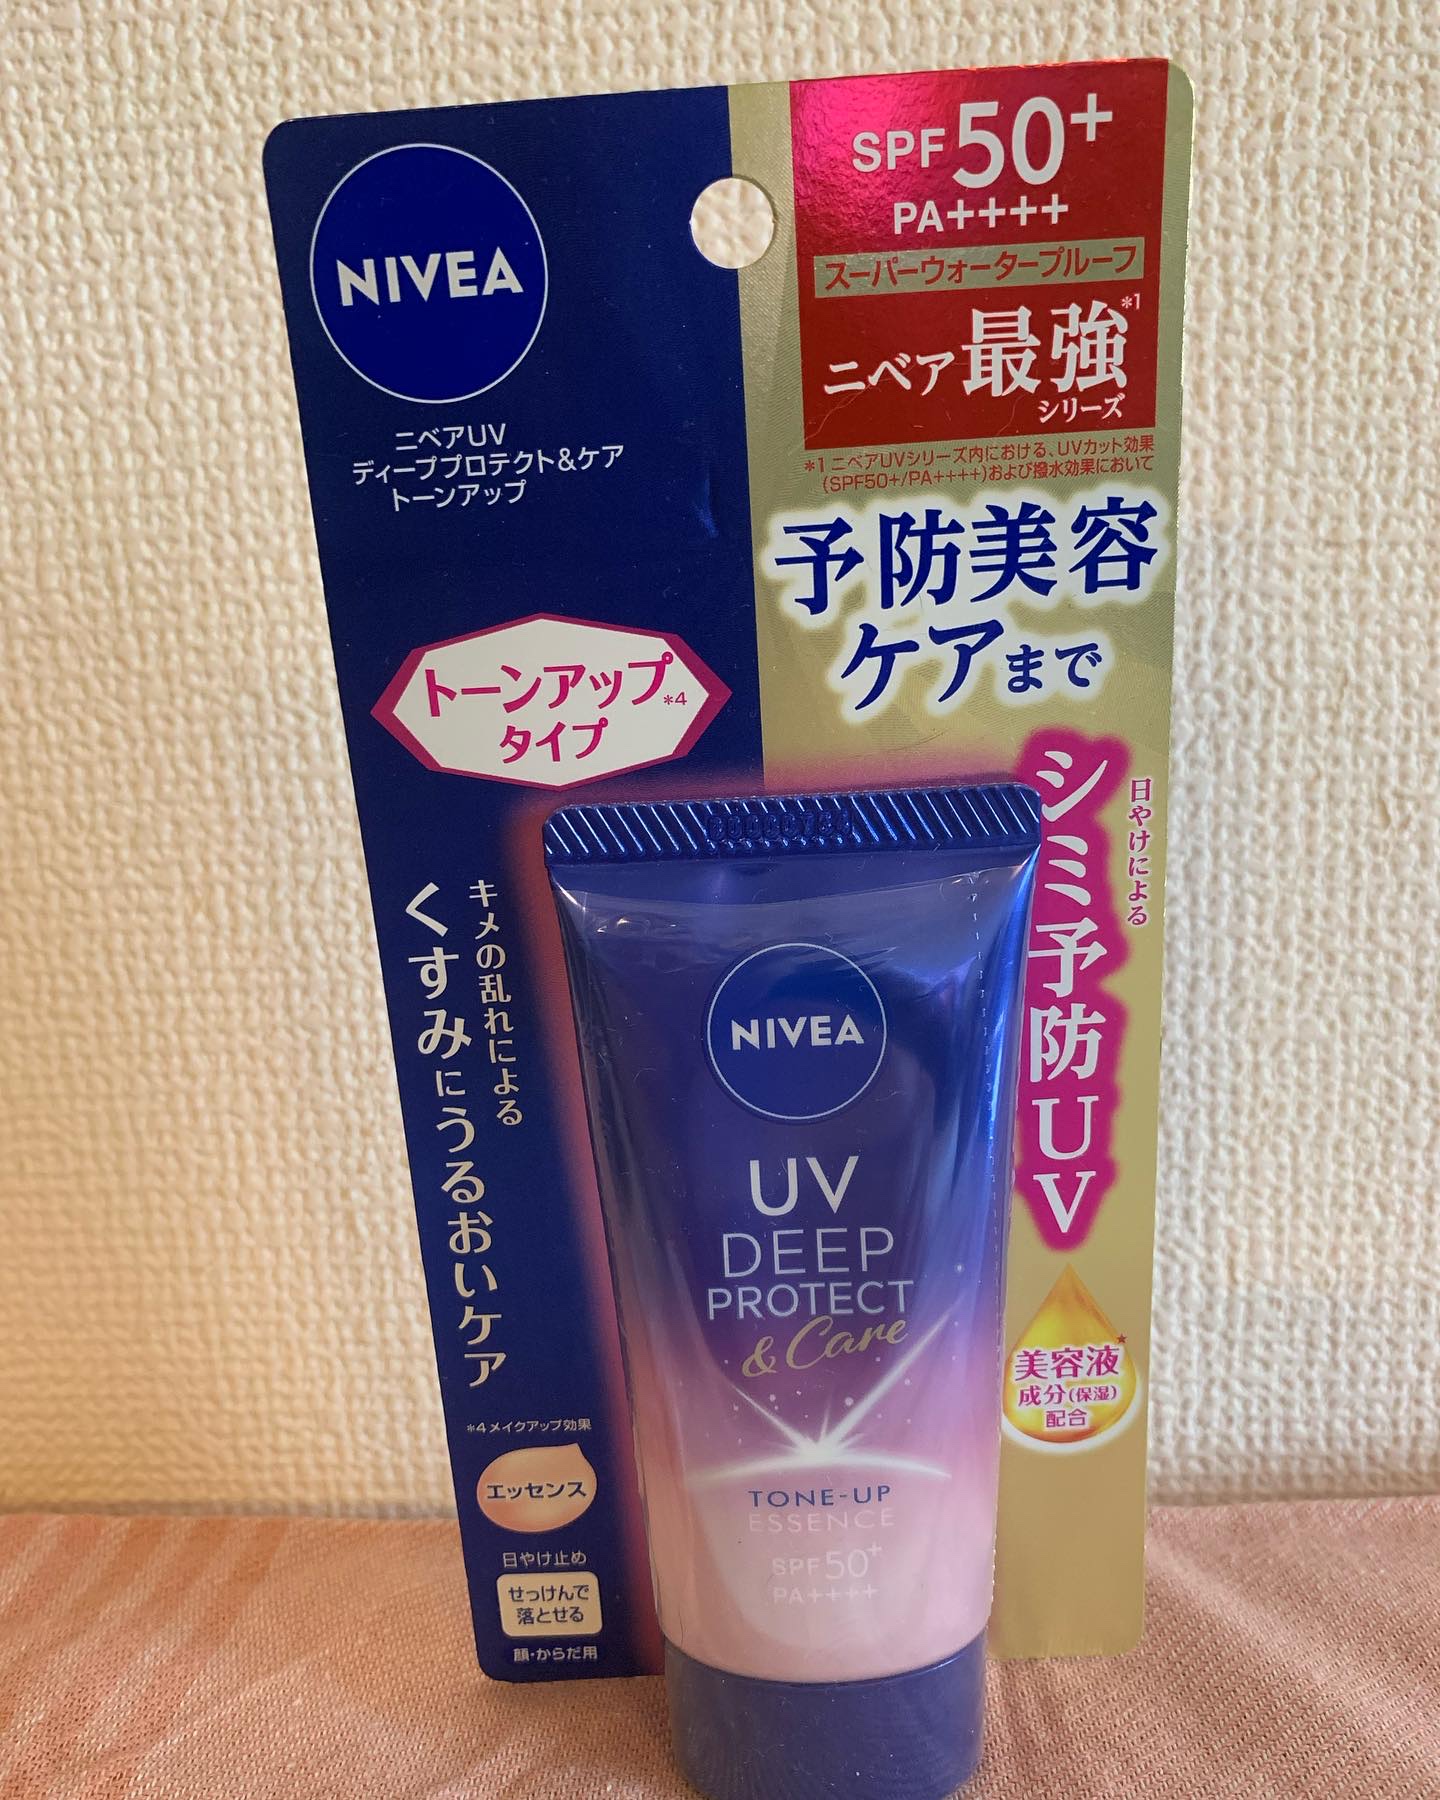 NIVEA
ニベアUV
ディーププロテクト&ケア
トーンアップ
SPF50+
PA++++
スーパーウォータープルーフ
ニベア最強*1
シリーズ
*1 ニベアUVシリーズ内における、UVカット効果
(SPF50+/PA++++)および撥水効果において
予防美容
ケアまで
トーンアップ*4
タイプ
日やけによる
シミ予防UV
キメの乱れによる
くすみにうるおいケア
*4 メイクアップ効果
エッセンス
日やけ止め
せっけんで
落とせる
顔・からだ用
美容液★
成分(保湿)
配合
NIVEA
UV
DEEP
PROTECT
& Care
TONE-UP
ESSENCE
SPF50+
PA++++